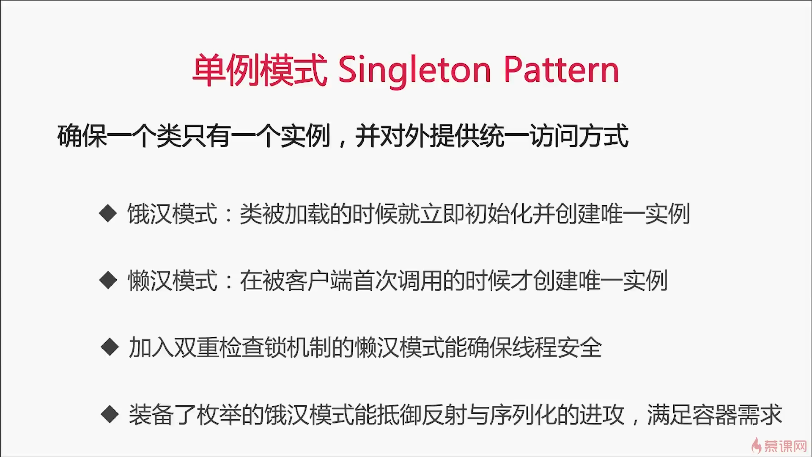 单例模式 Singleton Pattern
确保一个类只有一个实例，并对外提供统一访问方式
◆ 饿汉模式：类被加载的时候就立即初始化并创建唯一实例
◆ 懒汉模式：在被客户端首次调用的时候才创建唯一实例
◆ 加入双重检查锁机制的懒汉模式能确保线程安全
◆ 装备了枚举的饿汉模式能抵御反射与序列化的进攻，满足容器需求
慕课网